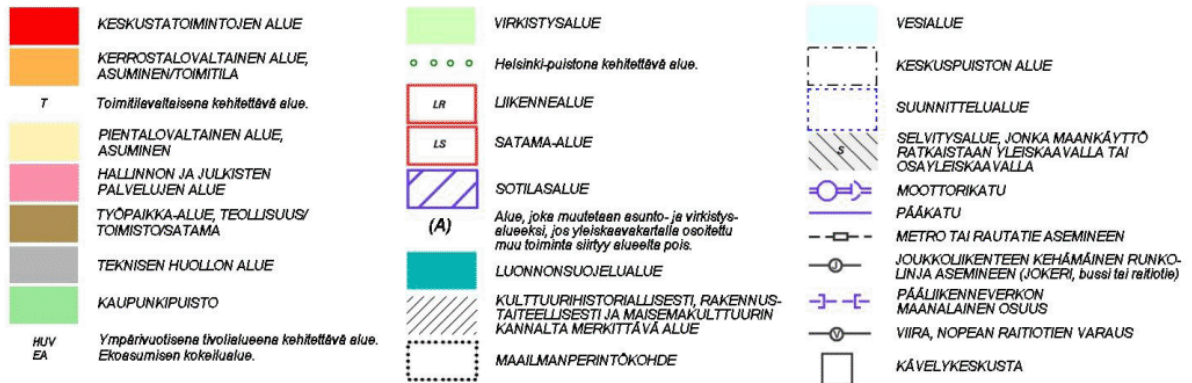 KESKUSTATOIMINTOJEN ALUE
KERROSTALOVALTAINEN ALUE,
ASUMINEN/TOIMITILA
T Toimitilavaltaisena kehitettävä alue.
PIENTALOVALTAINEN ALUE,
ASUMINEN
HALLINNON JA JULKISTEN
PALVELUJEN ALUE
TYÖPAIKKA-ALUE, TEOLLISUUS/
TOIMISTO/SATAMA
TEKNISEN HUOLLON ALUE
KAUPUNKIPUISTO
HUV Ympärivuotisena tivolialueena kehitettävä alue.
EA Ekoasumisen kokeilualue.
VIRKISTYSALUE
Helsinki-puistona kehitettävä alue.
LR LIIKENNEALUE
LS SATAMA-ALUE
SOTILASALUE
(A) Alue, joka muutetaan asunto- ja virkistys-
alueeksi, jos yleiskaavakartalla osoitettu
muu toiminta siirtyy alueelta pois.
LUONNONSUOJELUALUE
KULTTUURIHISTORIALLISESTI, RAKENNUS-
TAITEELLISESTI JA MAISEMAKULTTUURIN
KANNALTA MERKITTÄVÄ ALUE
MAAILMANPERINTÖKOHDE
VESIALUE
KESKUSPUISTON ALUE
SUUNNITTELUALUE
S SELVITYSALUE, JONKA MAANKÄYTTÖ
RATKAISTAAN YLEISKAAVALLA TAI
OSAYLEISKAAVALLA
MOOTTORIKATU
PÄÄKATU
METRO TAI RAUTATIE ASEMINEEN
J JOUKKOLIIKENTEEN KEHÄMÄINEN RUNKO-
LINJA ASEMINEEN (JOKERI, bussi tai raitiotie)
PÄÄLIIKENNEVERKON
MAANALAINEN OSUUS
V VIIRA, NOPEAN RAITIOTIEN VARAUS
KÄVELYKESKUSTA